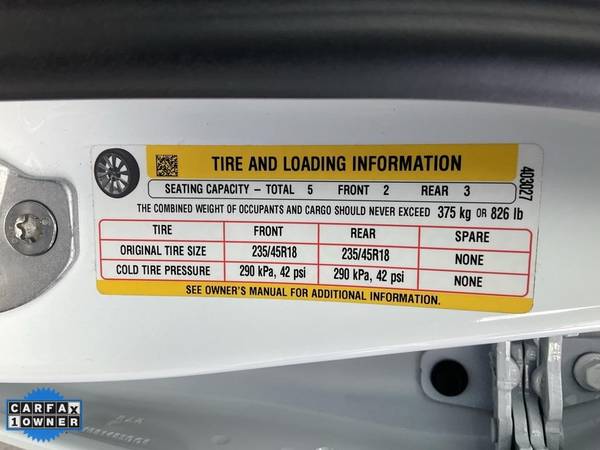 TIRE AND LOADING INFORMATION
403027
SEATING CAPACITY – TOTAL 5 FRONT 2 REAR 3
THE COMBINED WEIGHT OF OCCUPANTS AND CARGO SHOULD NEVER EXCEED 375 kg OR 826 lb
TIRE FRONT REAR SPARE
ORIGINAL TIRE SIZE 235/45R18 235/45R18 NONE
COLD TIRE PRESSURE 290 kPa, 42 psi 290 kPa, 42 psi NONE
SEE OWNER'S MANUAL FOR ADDITIONAL INFORMATION.
CARFAX
1 OWNER